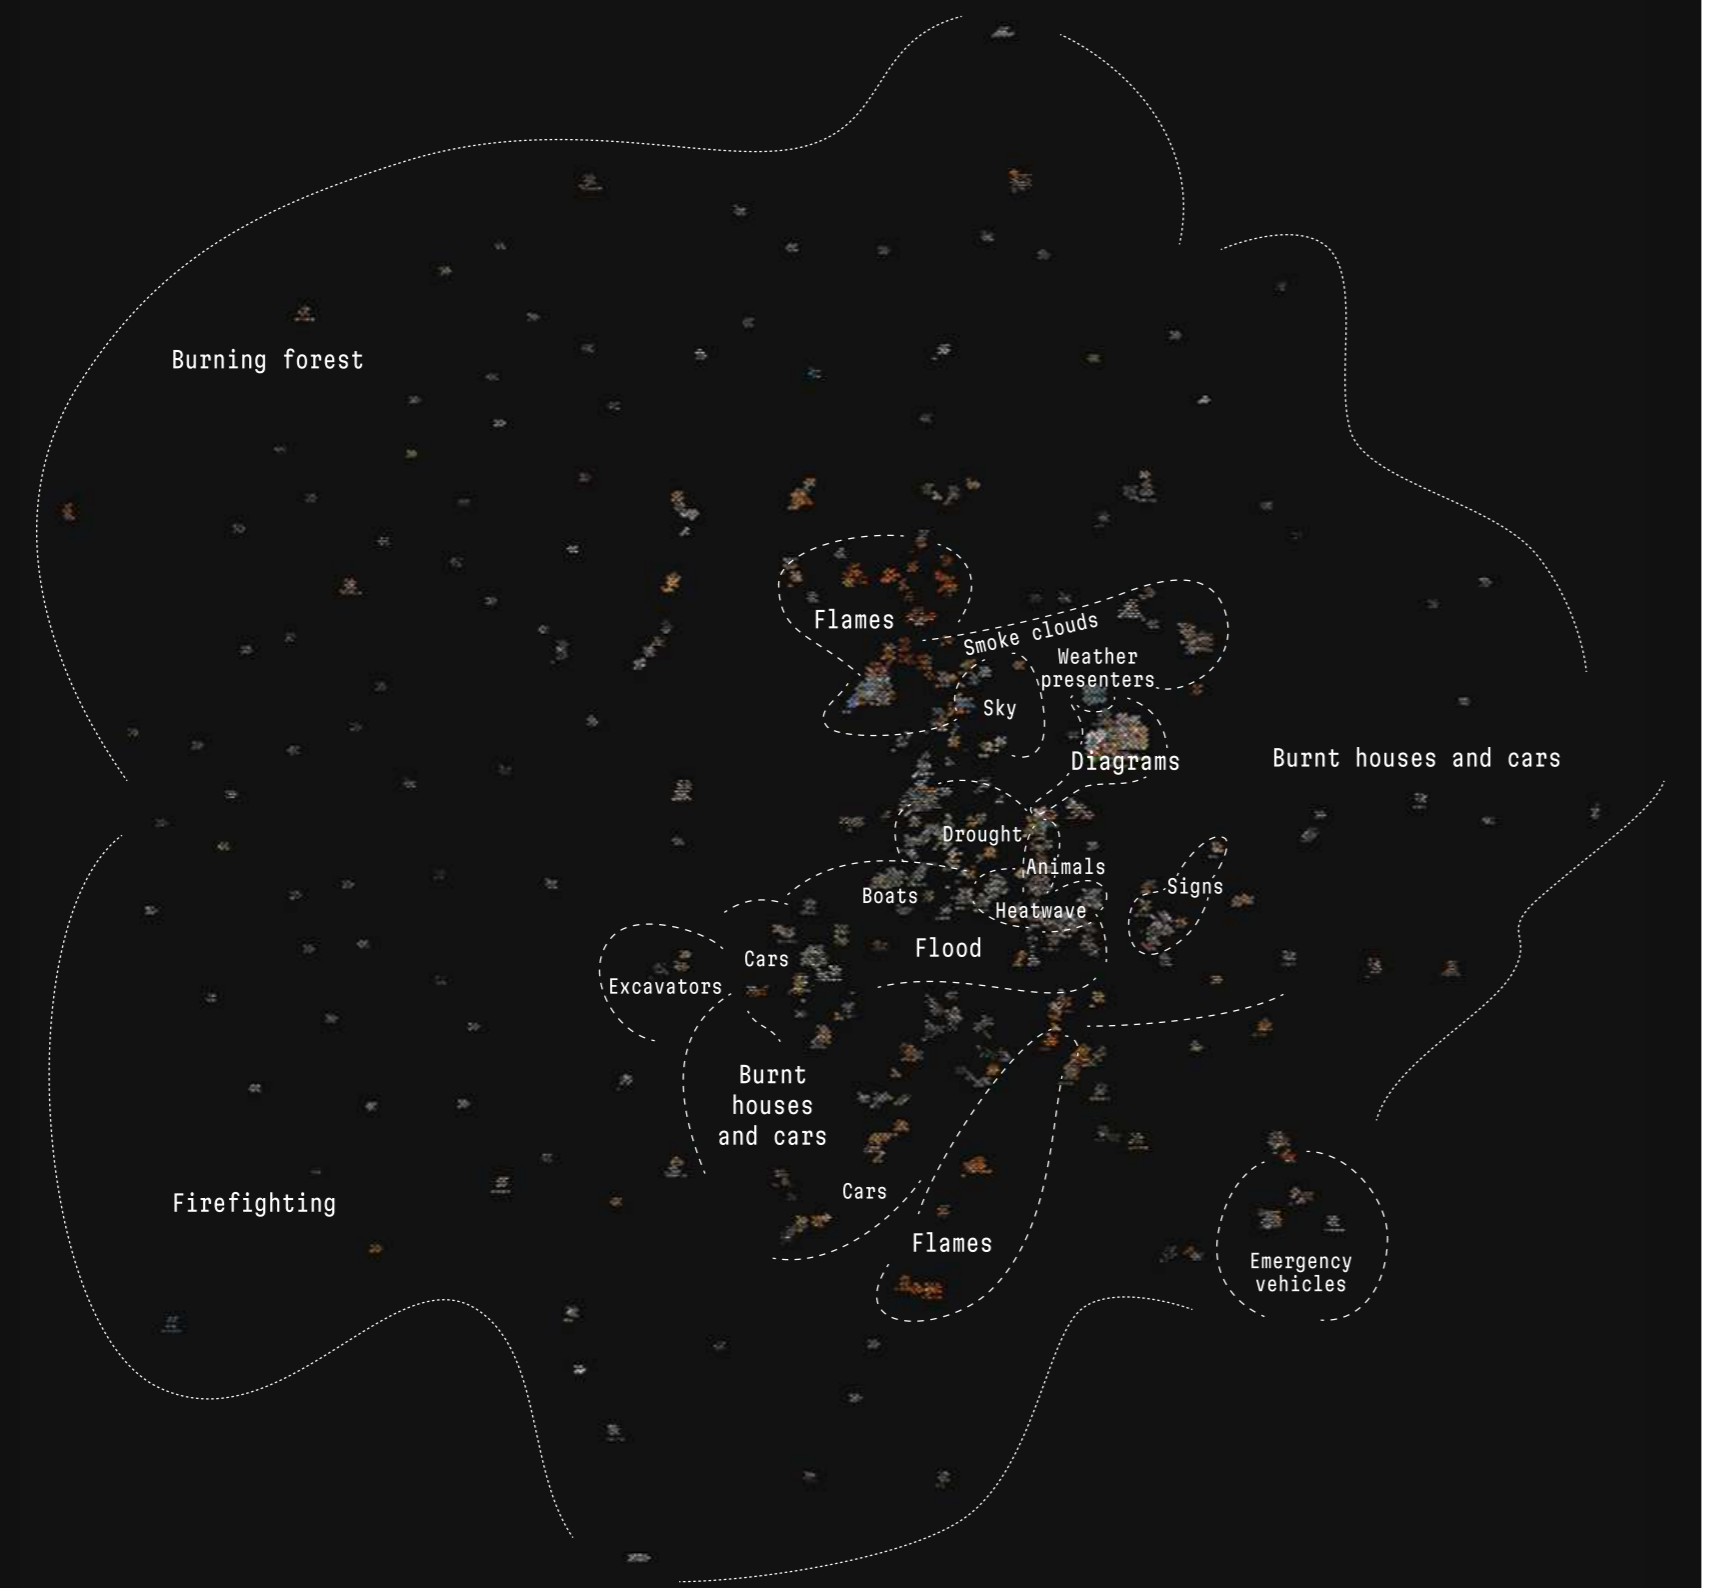 Burning forest
Flames
Smoke clouds
Weather
presenters
Sky
Diagrams
Burnt houses and cars
Drought
Animals
Signs
Boats
Heatwave
Flood
Cars
Excavators
Burnt
houses
and cars
Cars
Firefighting
Flames
Emergency
vehicles